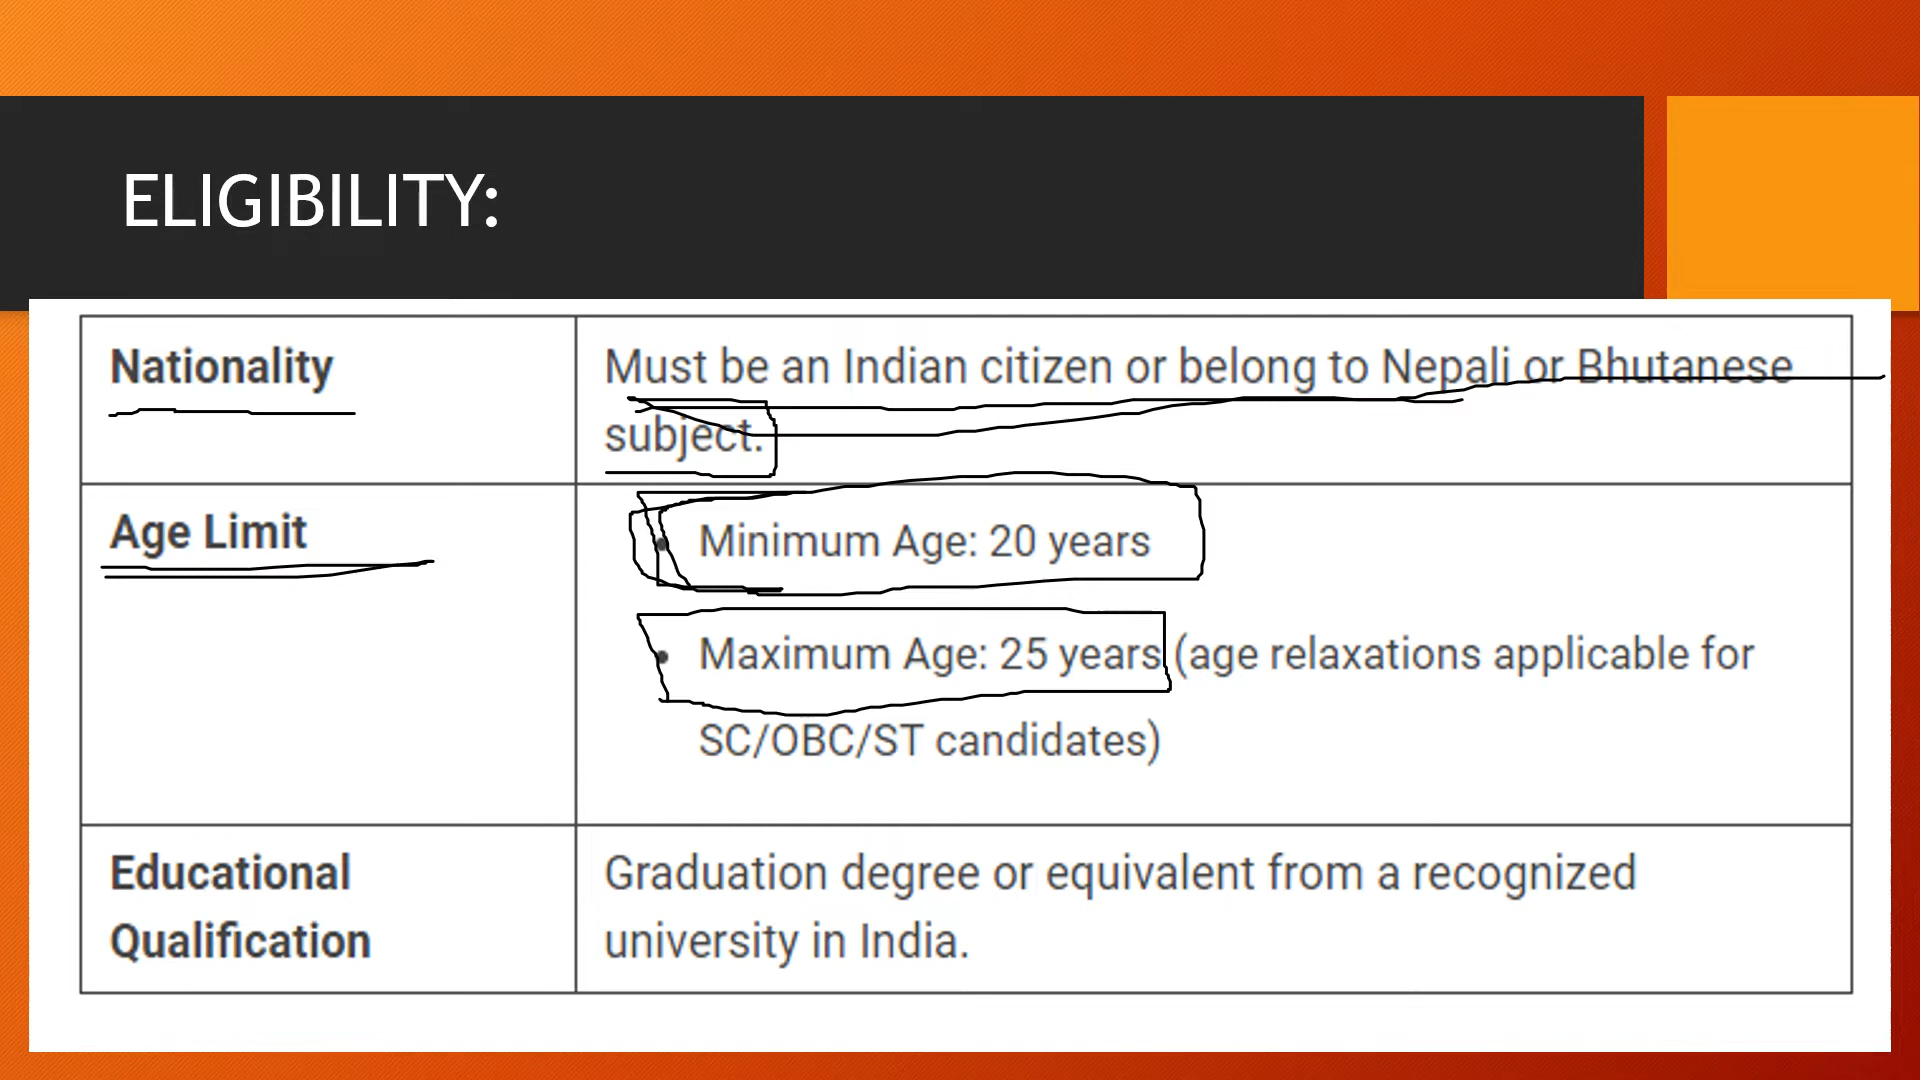 ELIGIBILITY:
Nationality
Must be an Indian citizen or belong to Nepali or Bhutanese
subject.
Age Limit
• Minimum Age: 20 years
• Maximum Age: 25 years (age relaxations applicable for
SC/OBC/ST candidates)
Educational
Qualification
Graduation degree or equivalent from a recognized
university in India.